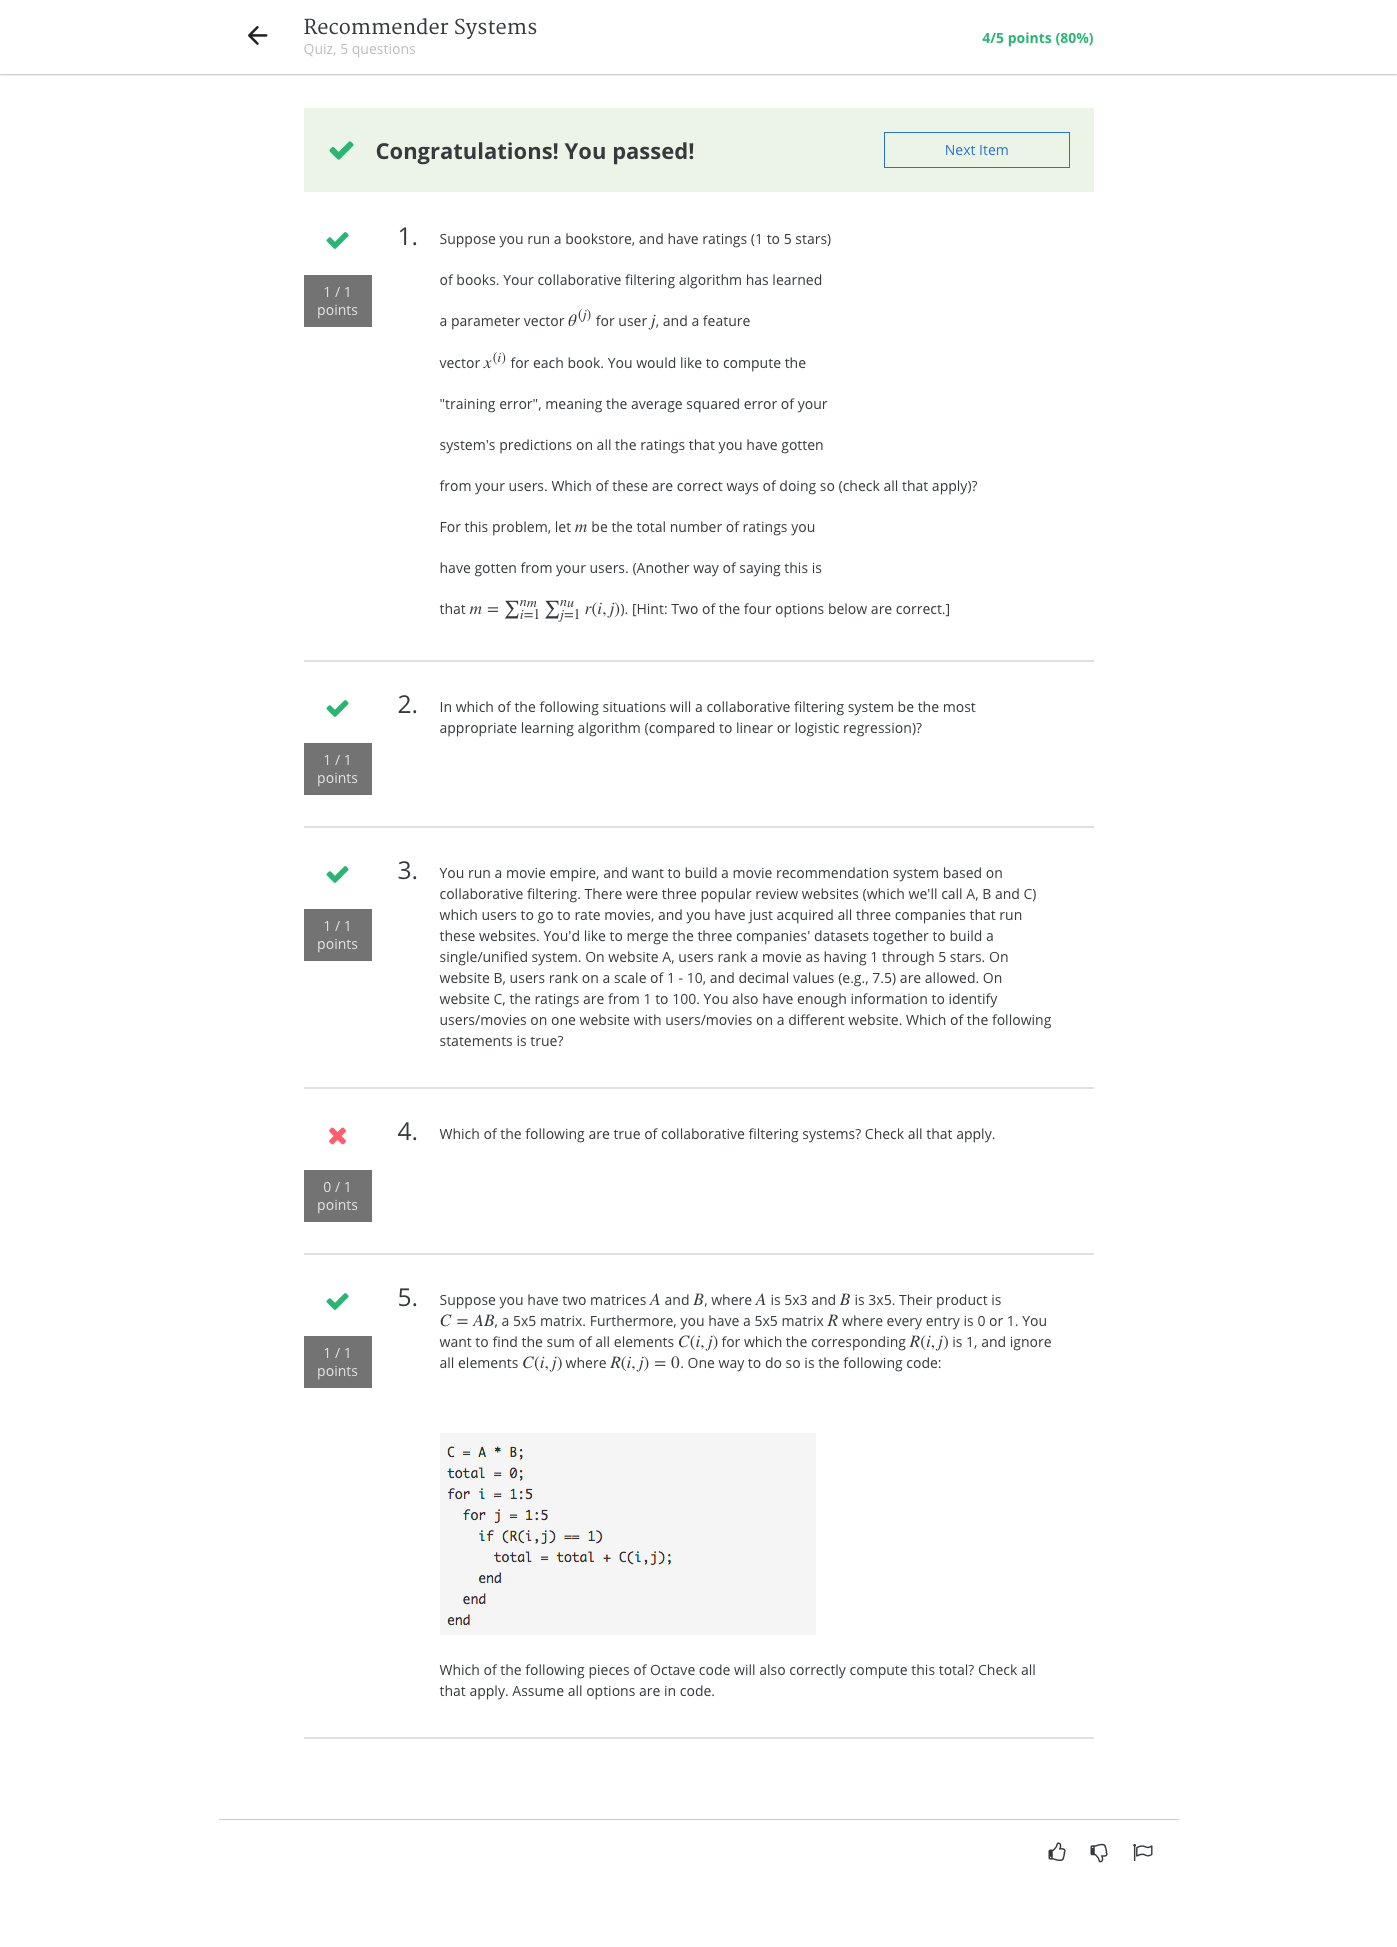 Recommender Systems
Quiz, 5 questions
4/5 points (80%)
Congratulations! You passed!
Next Item
1 / 1
points
1.
Suppose you run a bookstore, and have ratings (1 to 5 stars)
of books. Your collaborative filtering algorithm has learned
a parameter vector θ^(j) for user j, and a feature
vector x^(i) for each book. You would like to compute the
"training error", meaning the average squared error of your
system's predictions on all the ratings that you have gotten
from your users. Which of these are correct ways of doing so (check all that apply)?
For this problem, let m be the total number of ratings you
have gotten from your users. (Another way of saying this is
that m = ∑_{i=1}^{n_m} ∑_{j=1}^{n_u} r(i, j)). [Hint: Two of the four options below are correct.]
1 / 1
points
2.
In which of the following situations will a collaborative filtering system be the most
appropriate learning algorithm (compared to linear or logistic regression)?
1 / 1
points
3.
You run a movie empire, and want to build a movie recommendation system based on
collaborative filtering. There were three popular review websites (which we'll call A, B and C)
which users to go to rate movies, and you have just acquired all three companies that run
these websites. You'd like to merge the three companies' datasets together to build a
single/unified system. On website A, users rank a movie as having 1 through 5 stars. On
website B, users rank on a scale of 1 - 10, and decimal values (e.g., 7.5) are allowed. On
website C, the ratings are from 1 to 100. You also have enough information to identify
users/movies on one website with users/movies on a different website. Which of the following
statements is true?
0 / 1
points
4.
Which of the following are true of collaborative filtering systems? Check all that apply.
1 / 1
points
5.
Suppose you have two matrices A and B, where A is 5x3 and B is 3x5. Their product is
C = AB, a 5x5 matrix. Furthermore, you have a 5x5 matrix R where every entry is 0 or 1. You
want to find the sum of all elements C(i, j) for which the corresponding R(i, j) is 1, and ignore
all elements C(i, j) where R(i, j) = 0. One way to do so is the following code:
C = A * B;
total = 0;
for i = 1:5
for j = 1:5
if (R(i,j) == 1)
total = total + C(i,j);
end
end
end
Which of the following pieces of Octave code will also correctly compute this total? Check all
that apply. Assume all options are in code.